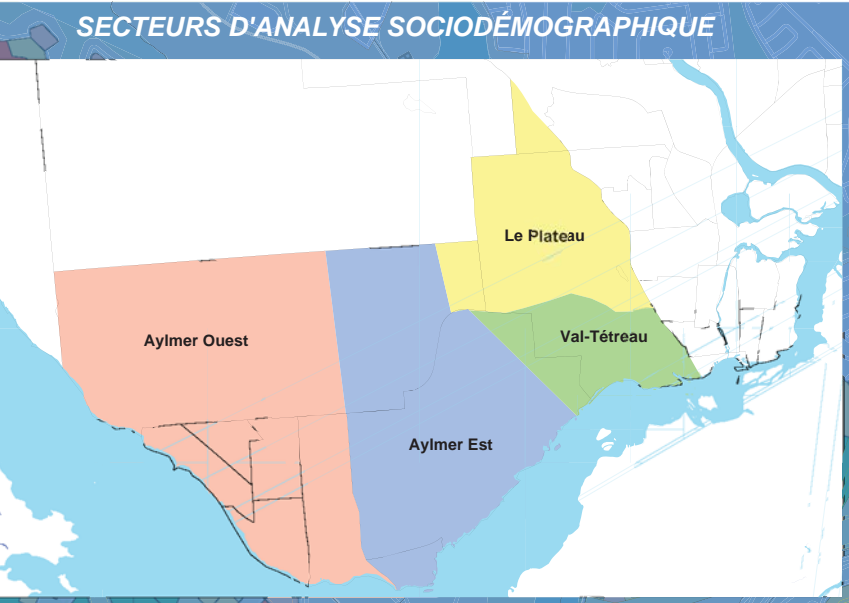 SECTEURS D'ANALYSE SOCIODÉMOGRAPHIQUE
Le Plateau
Val-Tétreau
Aylmer Ouest
Aylmer Est